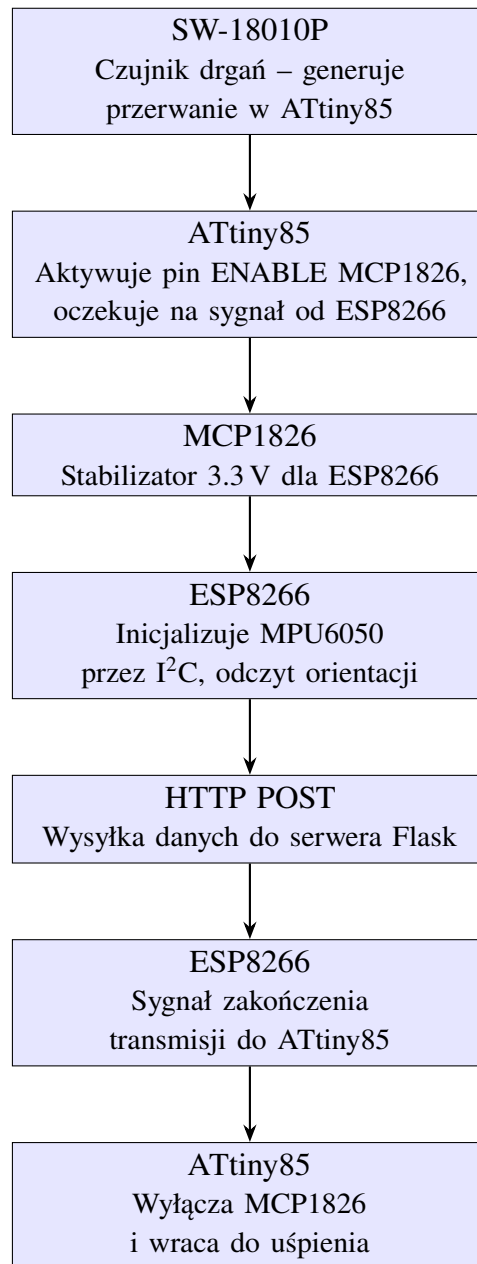 SW-18010P
Czujnik drgań – generuje
przerwanie w ATtiny85
ATtiny85
Aktywuje pin ENABLE MCP1826,
oczekuje na sygnał od ESP8266
MCP1826
Stabilizator 3.3 V dla ESP8266
ESP8266
Inicjalizuje MPU6050
przez I²C, odczyt orientacji
HTTP POST
Wysyłka danych do serwera Flask
ESP8266
Sygnał zakończenia
transmisji do ATtiny85
ATtiny85
Wyłącza MCP1826
i wraca do uśpienia